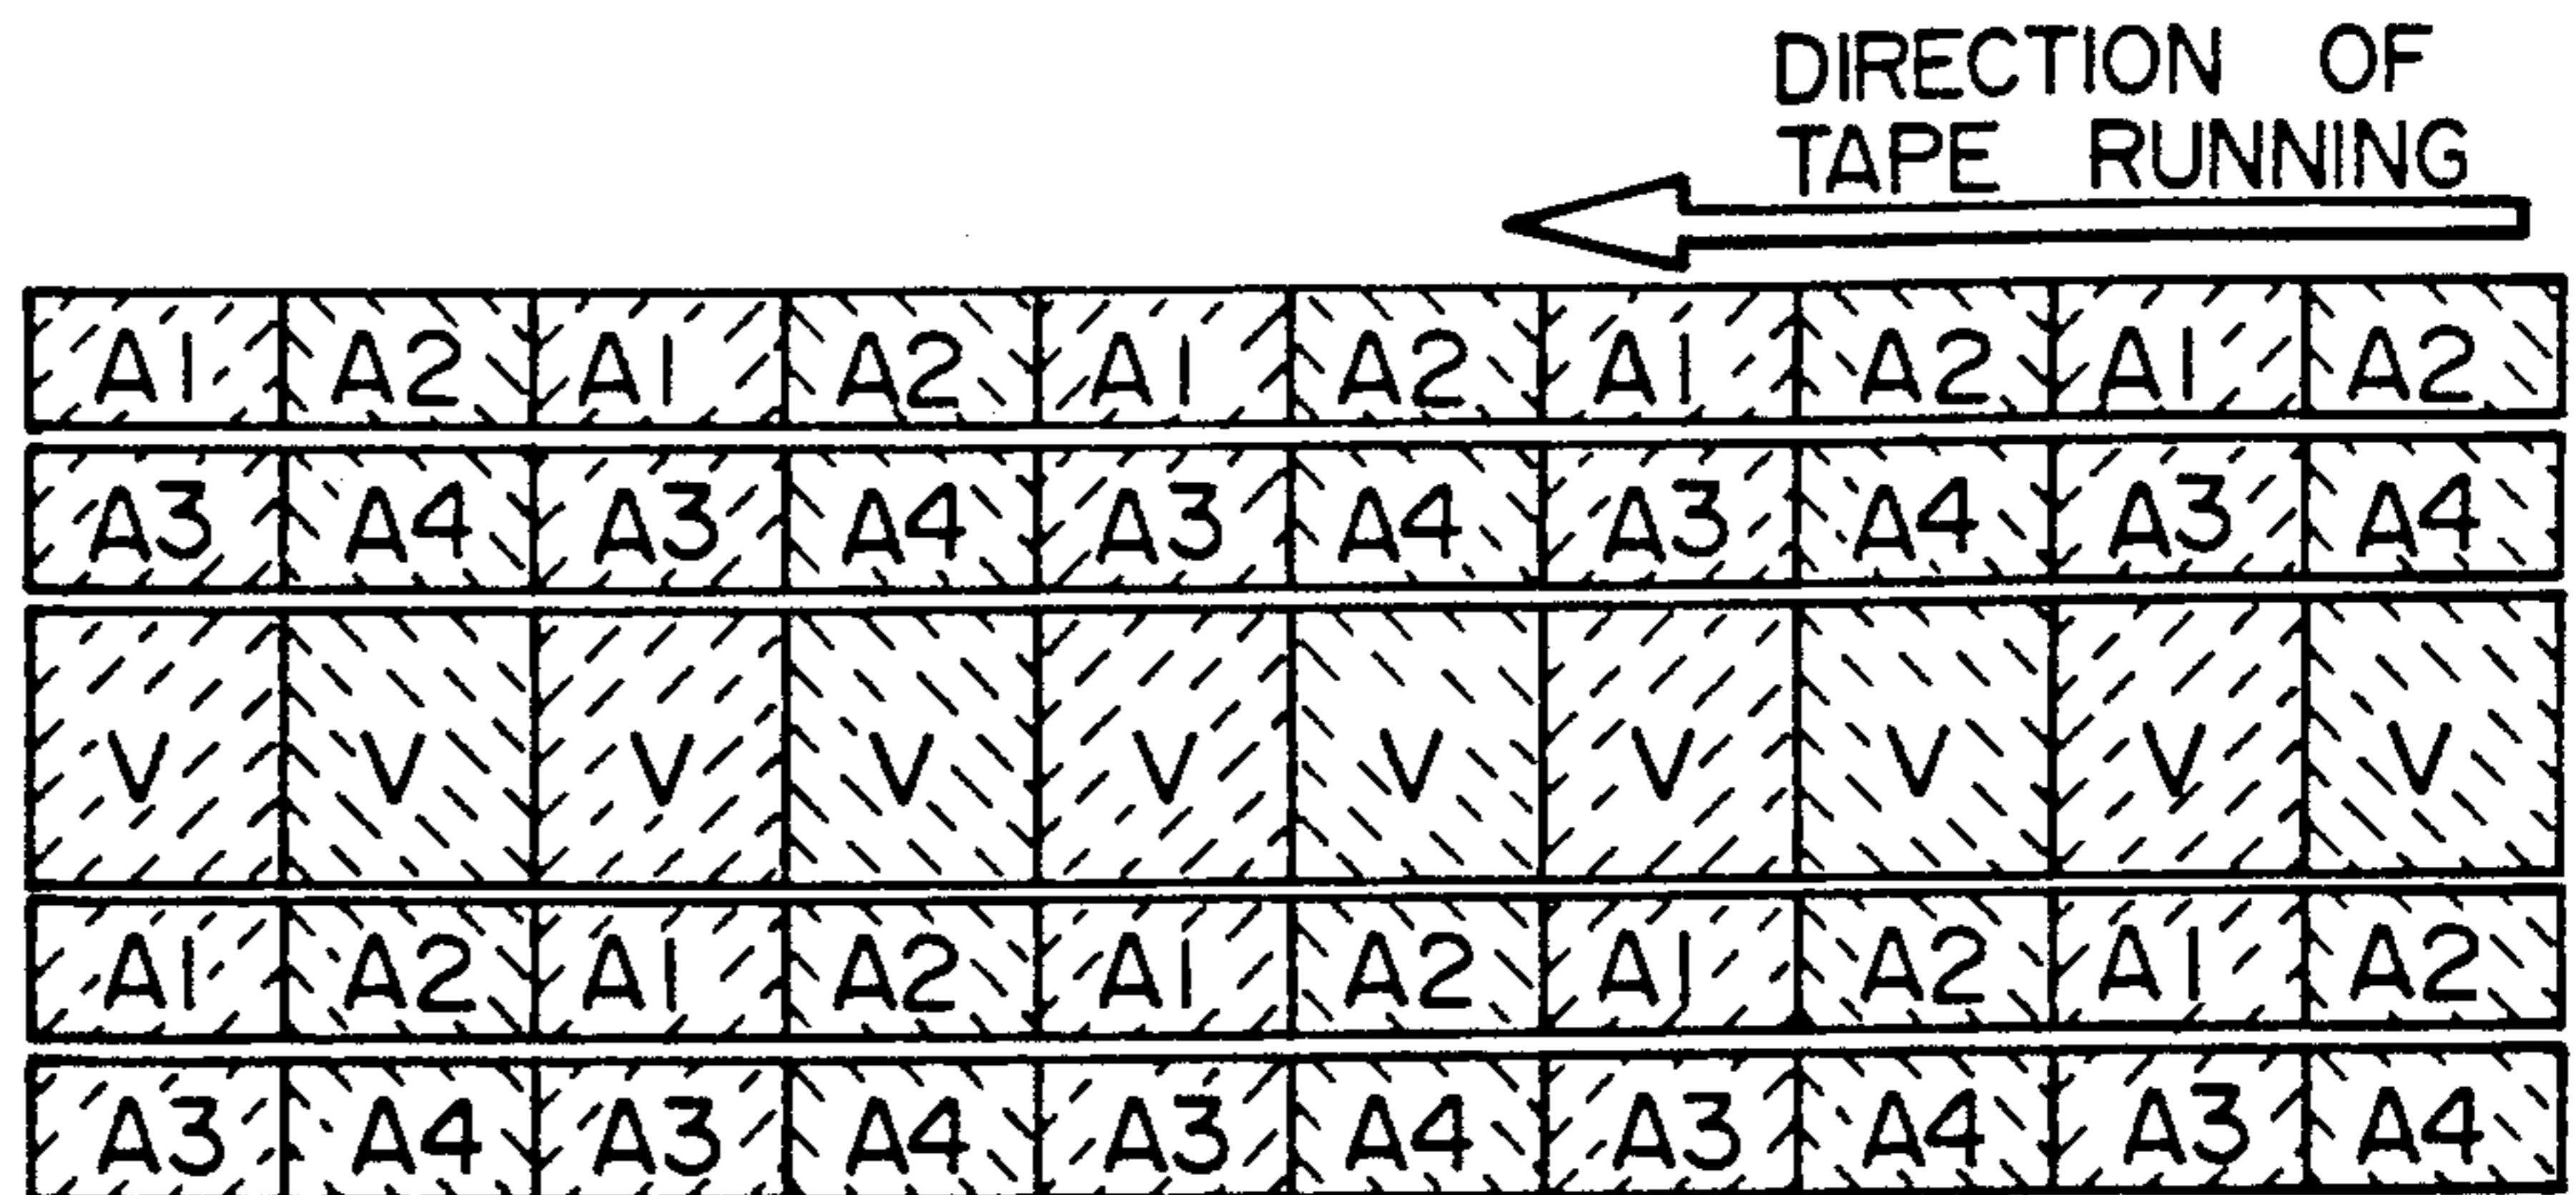 DIRECTION OF
TAPE RUNNING
A1 A2 A1 A2 A1 A2 A1 A2 A1 A2
A3 A4 A3 A4 A3 A4 A3 A4 A3 A4
V V V V V V V V V V
A1 A2 A1 A2 A1 A2 A1 A2 A1 A2
A3 A4 A3 A4 A3 A4 A3 A4 A3 A4